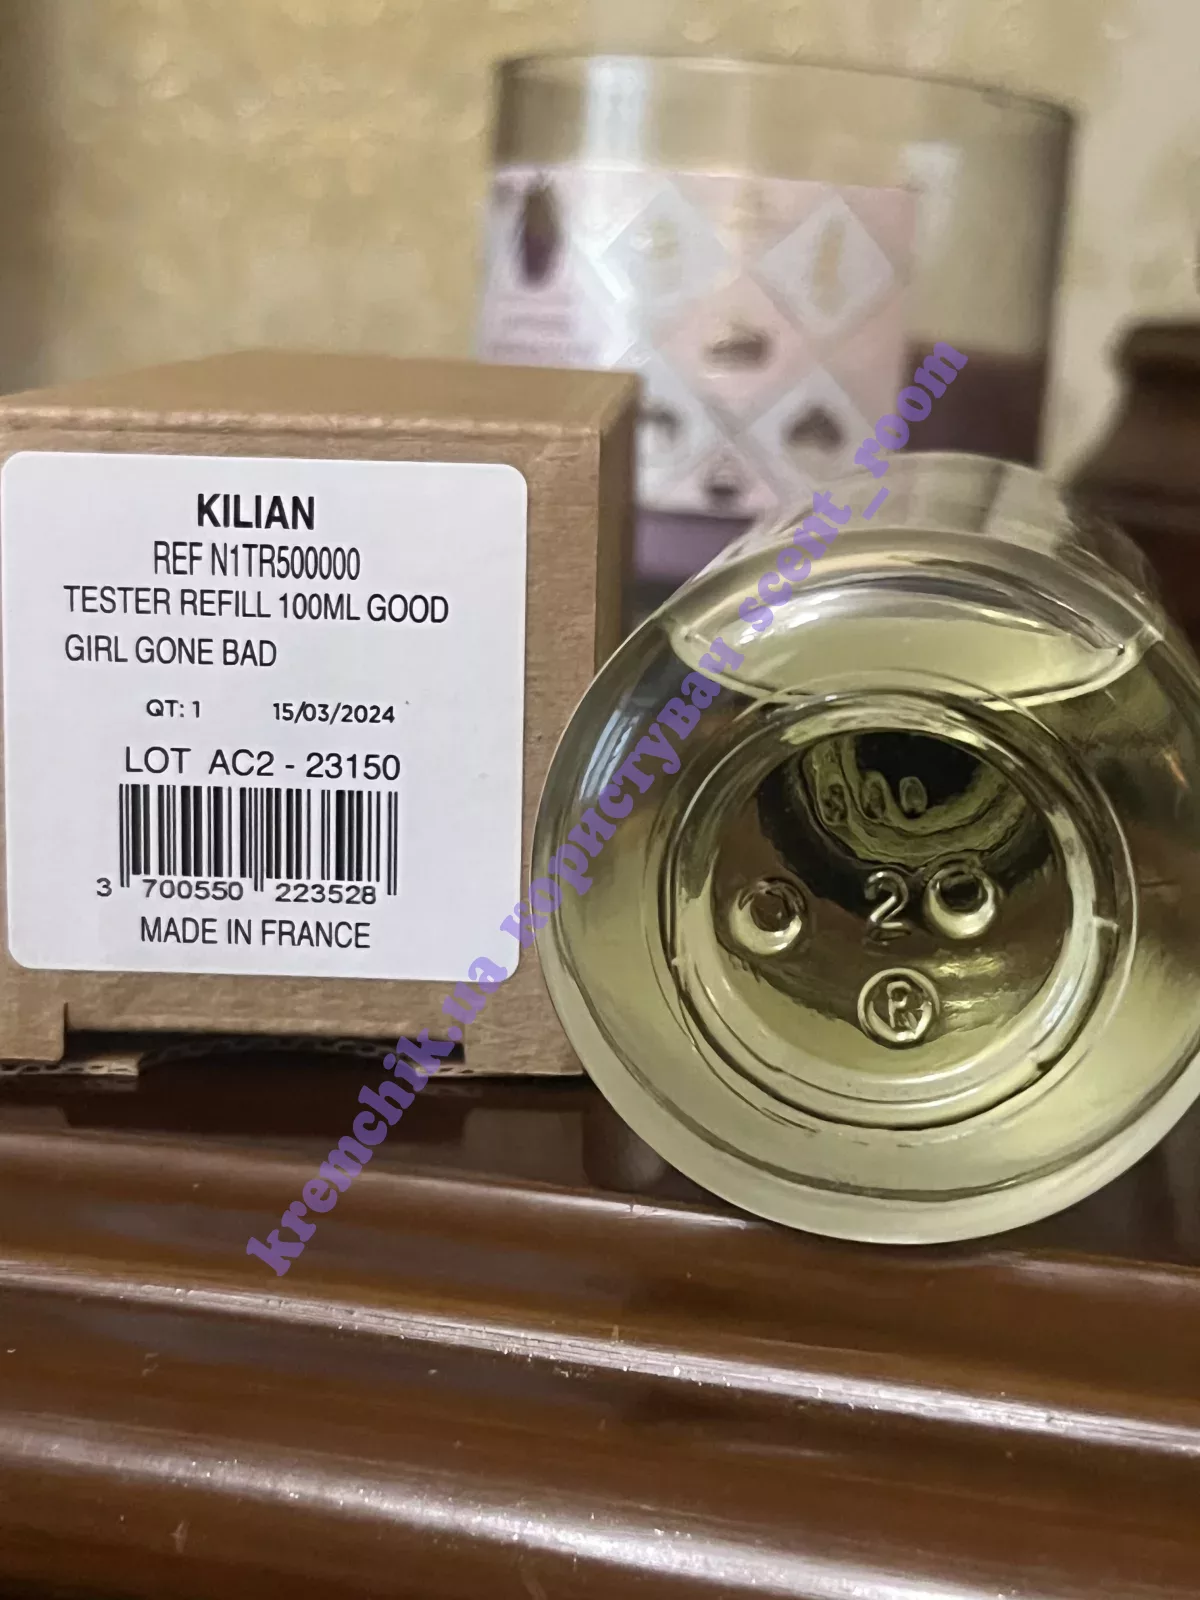 KILIAN
REF N1TR500000
TESTER REFILL 100ML GOOD
GIRL GONE BAD
QT: 1 15/03/2024
LOT AC2 - 23150
3 700550 223528
MADE IN FRANCE
2
P
kremchik.ua користувач scent_room